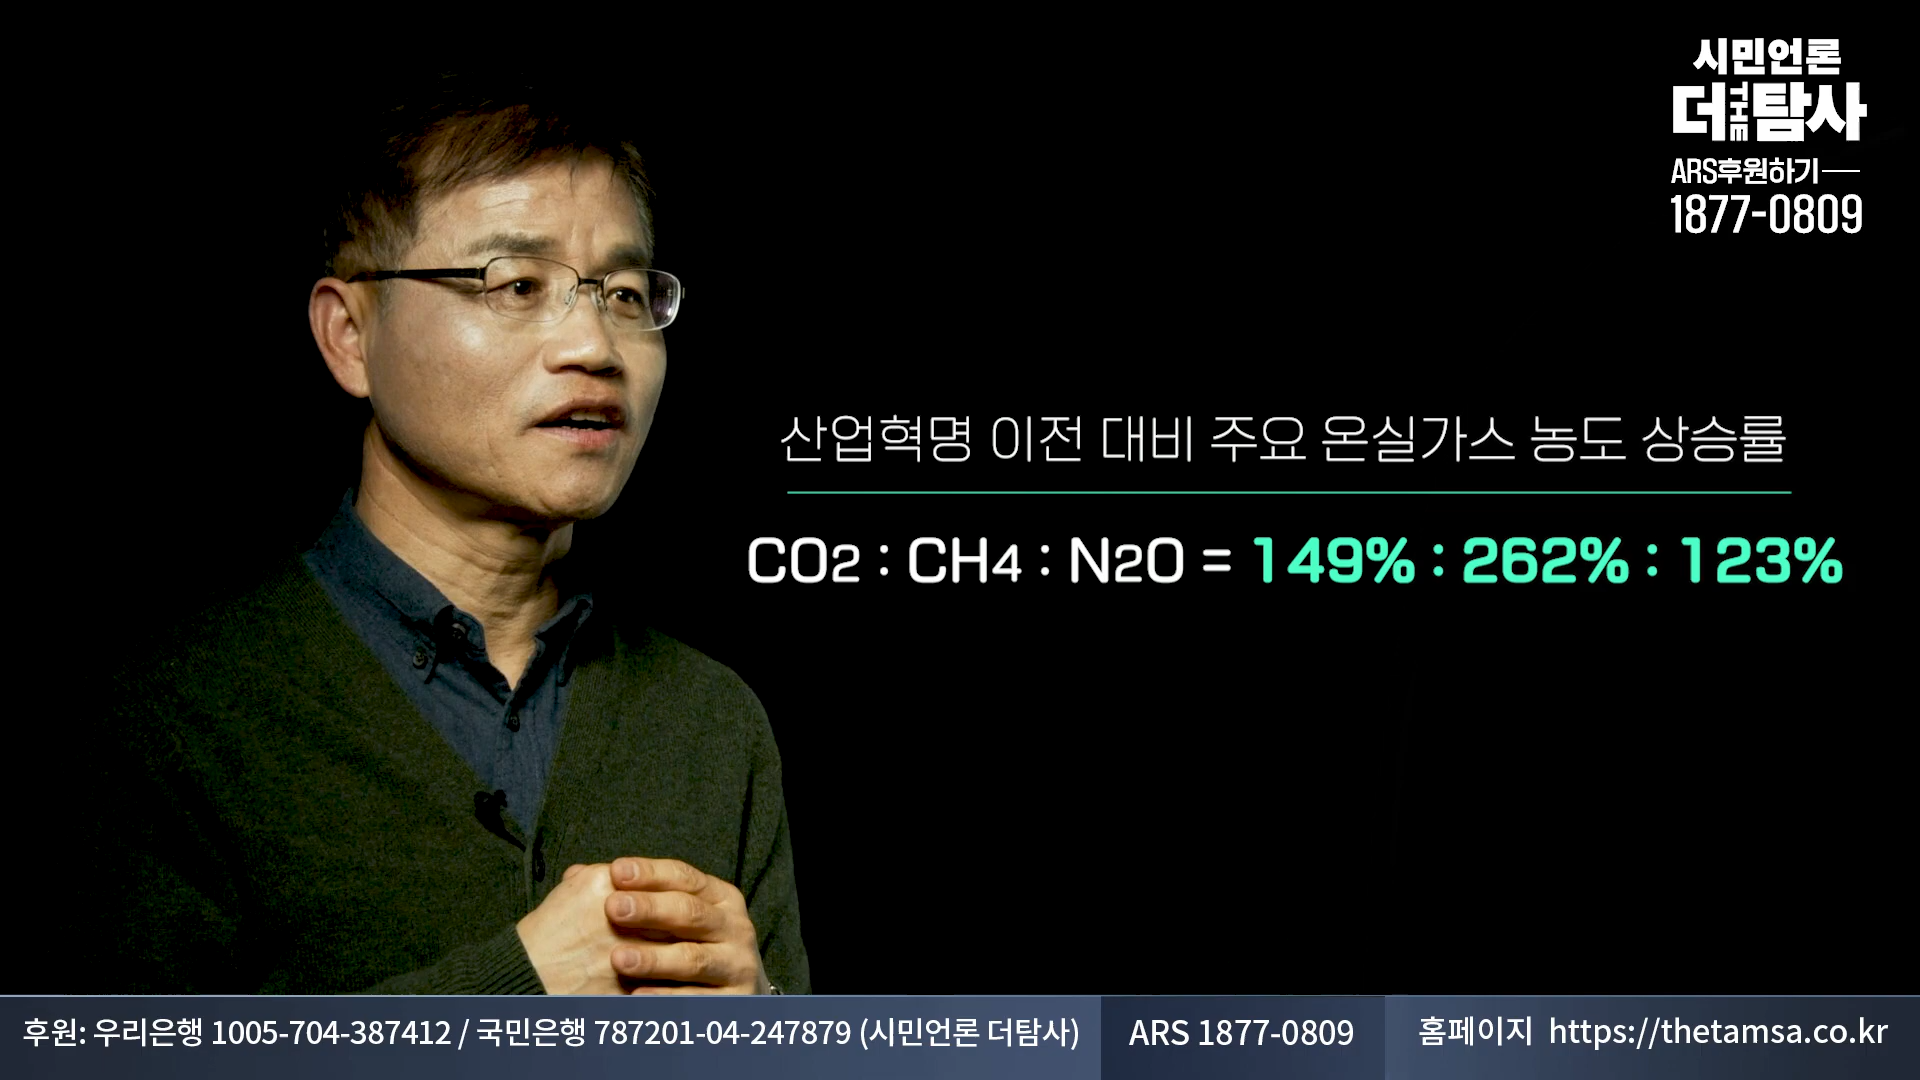 시민언론
더탐사
THE
ARS후원하기
1877-0809
산업혁명 이전 대비 주요 온실가스 농도 상승률
CO2 : CH4 : N2O = 149% : 262% : 123%
후원: 우리은행 1005-704-387412 / 국민은행 787201-04-247879 (시민언론 더탐사)
ARS 1877-0809
홈페이지 https://thetamsa.co.kr